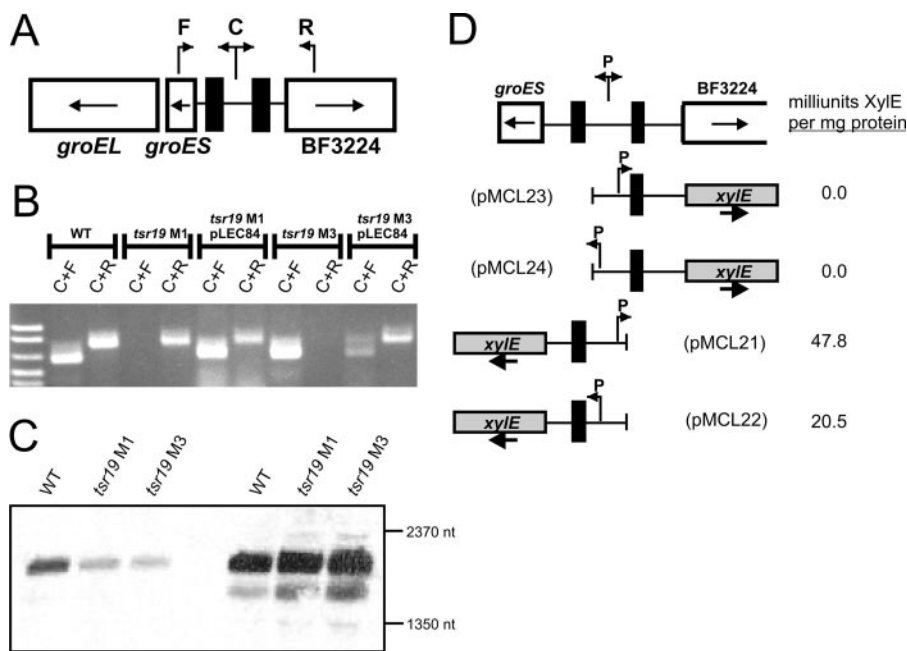 A
F C R
groEL groES BF3224
B
WT tsr19 M1 tsr19 M1 pLEC84 tsr19 M3 tsr19 M3 pLEC84
C+F C+R C+F C+R C+F C+R C+F C+R C+F C+R
C
WT tsr19 M1 tsr19 M3 WT tsr19 M1 tsr19 M3
2370 nt
1350 nt
D
P
groES BF3224
milliunits XylE
per mg protein
P
(pMCL23) xylE 0.0
P
(pMCL24) xylE 0.0
P
xylE (pMCL21) 47.8
P
xylE (pMCL22) 20.5